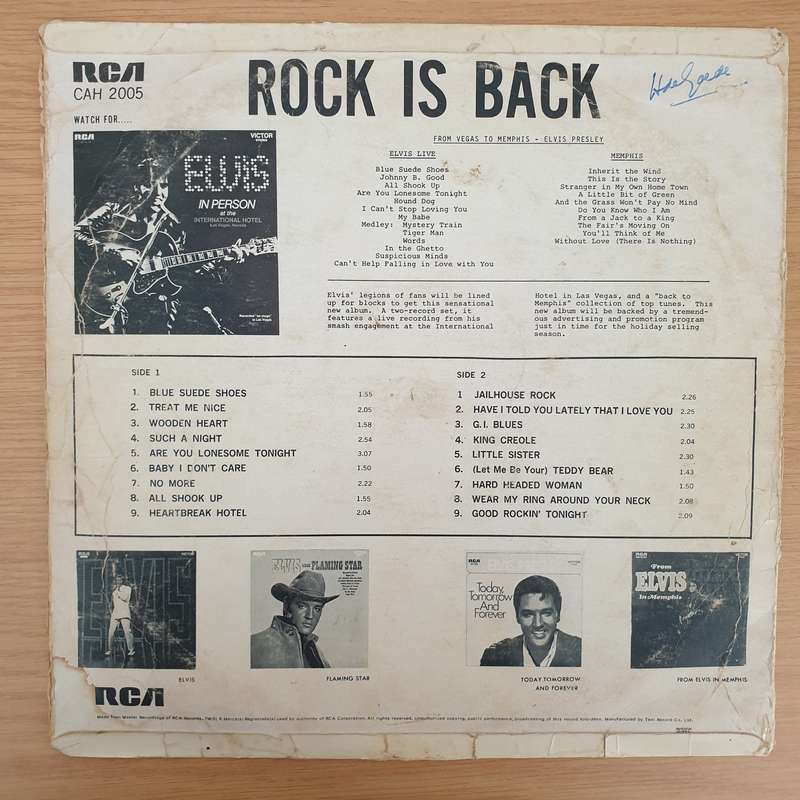 RCA
CAH 2005
ROCK IS BACK
WATCH FOR.....
RCA
VICTOR
ELVIS
IN PERSON
at the
INTERNATIONAL HOTEL
Las Vegas, Nevada
FROM VEGAS TO MEMPHIS - ELVIS PRESLEY
ELVIS LIVE
Blue Suede Shoes
Johnny B. Good
All Shook Up
Are You Lonesome Tonight
Hound Dog
I Can't Stop Loving You
My Babe
Medley: Mystery Train
Tiger Man
Words
In the Ghetto
Suspicious Minds
Can't Help Falling in Love with You
MEMPHIS
Inherit the Wind
This Is the Story
Stranger in My Own Home Town
A Little Bit of Green
And the Grass Won't Pay No Mind
Do You Know Who I Am
From a Jack to a King
The Fair's Moving On
You'll Think of Me
Without Love (There Is Nothing)
Elvis' legions of fans will be lined
up for blocks to get this sensational
new album. A two-record set, it
features a live recording from his
smash engagement at the International
Hotel in Las Vegas, and a "back to
Memphis" collection of top tunes. This
new album will be backed by a tremend-
ous advertising and promotion program
just in time for the holiday selling
season.
SIDE 1
1. BLUE SUEDE SHOES 1.55
2. TREAT ME NICE 2.05
3. WOODEN HEART 1.58
4. SUCH A NIGHT 2.54
5. ARE YOU LONESOME TONIGHT 3.07
6. BABY I DON'T CARE 1.50
7. NO MORE 2.22
8. ALL SHOOK UP 1.55
9. HEARTBREAK HOTEL 2.04
SIDE 2
1 JAILHOUSE ROCK 2.26
2. HAVE I TOLD YOU LATELY THAT I LOVE YOU 2.25
3. G.I. BLUES 2.30
4. KING CREOLE 2.04
5. LITTLE SISTER 2.30
6. (Let Me Be Your) TEDDY BEAR 1.43
7. HARD HEADED WOMAN 1.50
8. WEAR MY RING AROUND YOUR NECK 2.08
9. GOOD ROCKIN' TONIGHT 2.09
ELVIS
ELVIS
ELVIS FLAMING STAR
FLAMING STAR
Today,
Tomorrow
And
Forever
TODAY, TOMORROW
AND FOREVER
From
ELVIS
In Memphis
FROM ELVIS IN MEMPHIS
RCA